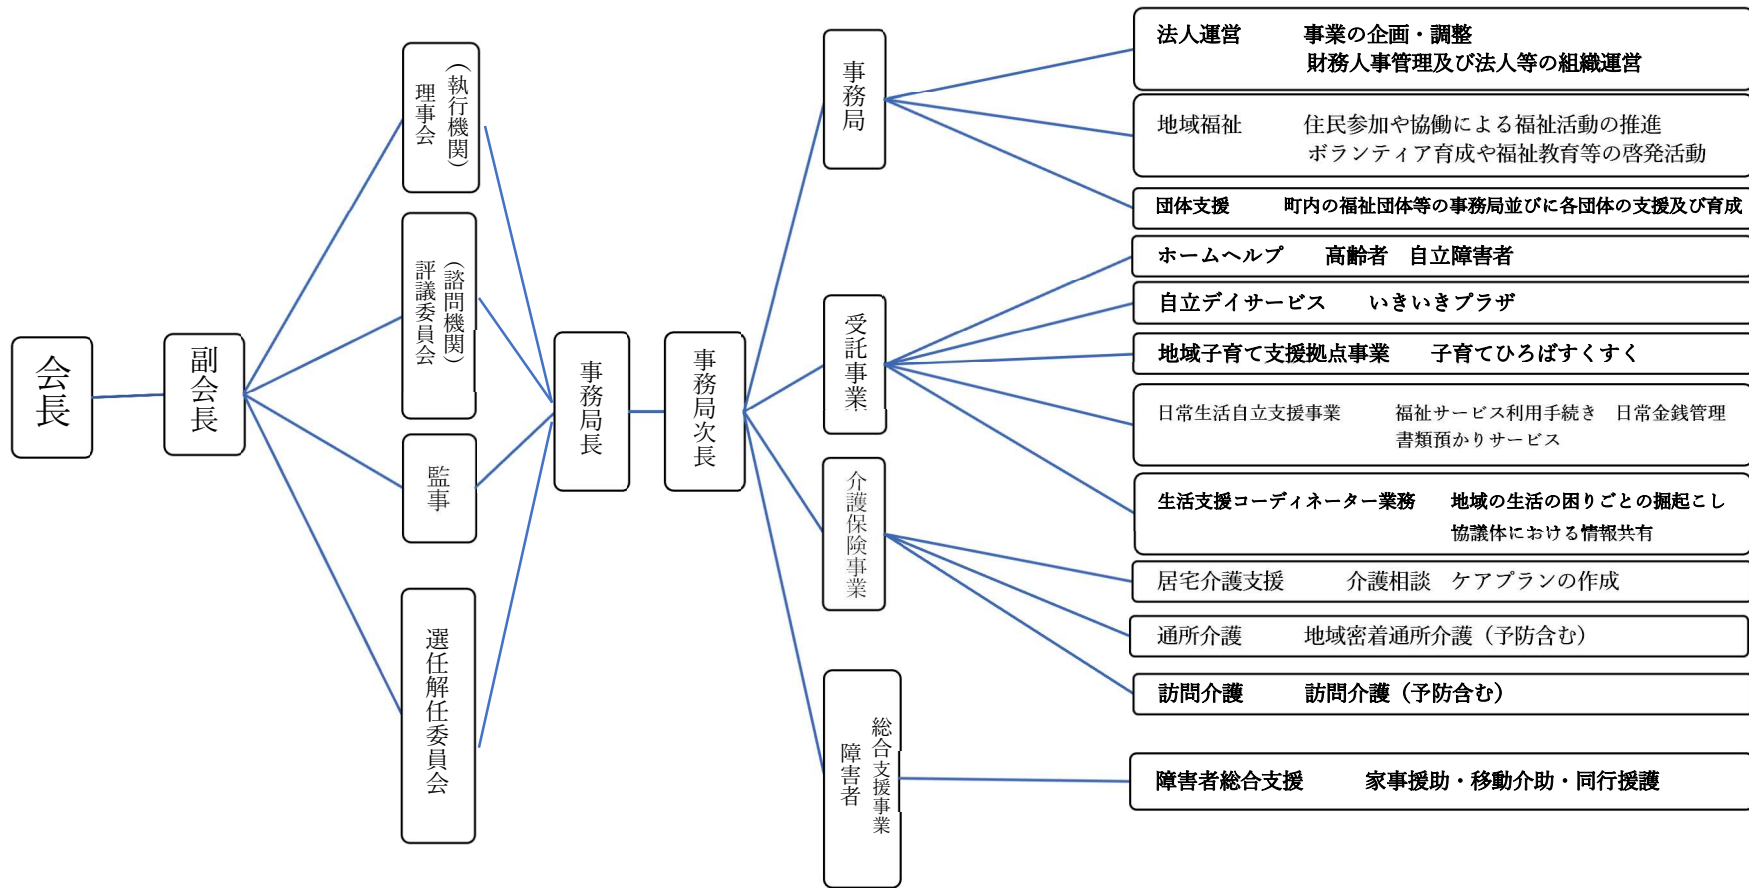 会長
副会長
(執行機関)
理事会
(諮問機関)
評議委員会
監事
選任解任委員会
事務局長
事務局次長
事務局
法人運営　事業の企画・調整
財務人事管理及び法人等の組織運営
地域福祉　住民参加や協働による福祉活動の推進
ボランティア育成や福祉教育等の啓発活動
団体支援　町内の福祉団体等の事務局並びに各団体の支援及び育成
受託事業
ホームヘルプ　高齢者　自立障害者
自立デイサービス　いきいきプラザ
地域子育て支援拠点事業　子育てひろばすくすく
日常生活自立支援事業　福祉サービス利用手続き　日常金銭管理
書類預かりサービス
生活支援コーディネーター業務　地域の生活の困りごとの掘起こし
協議体における情報共有
介護保険事業
居宅介護支援　介護相談　ケアプランの作成
通所介護　地域密着通所介護（予防含む）
訪問介護　訪問介護（予防含む）
障害者
総合支援事業
障害者総合支援　家事援助・移動介助・同行援護